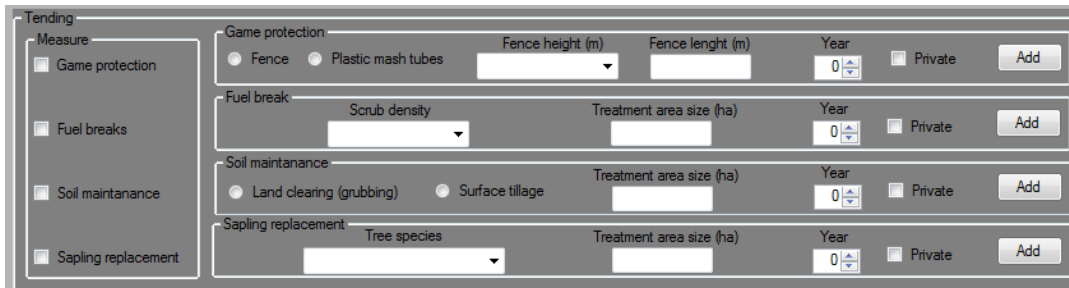 Tending
Measure
Game protection
Fuel breaks
Soil maintanance
Sapling replacement
Game protection
Fence height (m) Fence lenght (m) Year
Fence Plastic mash tubes 0 Private Add
Fuel break
Scrub density Treatment area size (ha) Year
0 Private Add
Soil maintanance
Treatment area size (ha) Year
Land clearing (grubbing) Surface tillage 0 Private Add
Sapling replacement
Tree species Treatment area size (ha) Year
0 Private Add